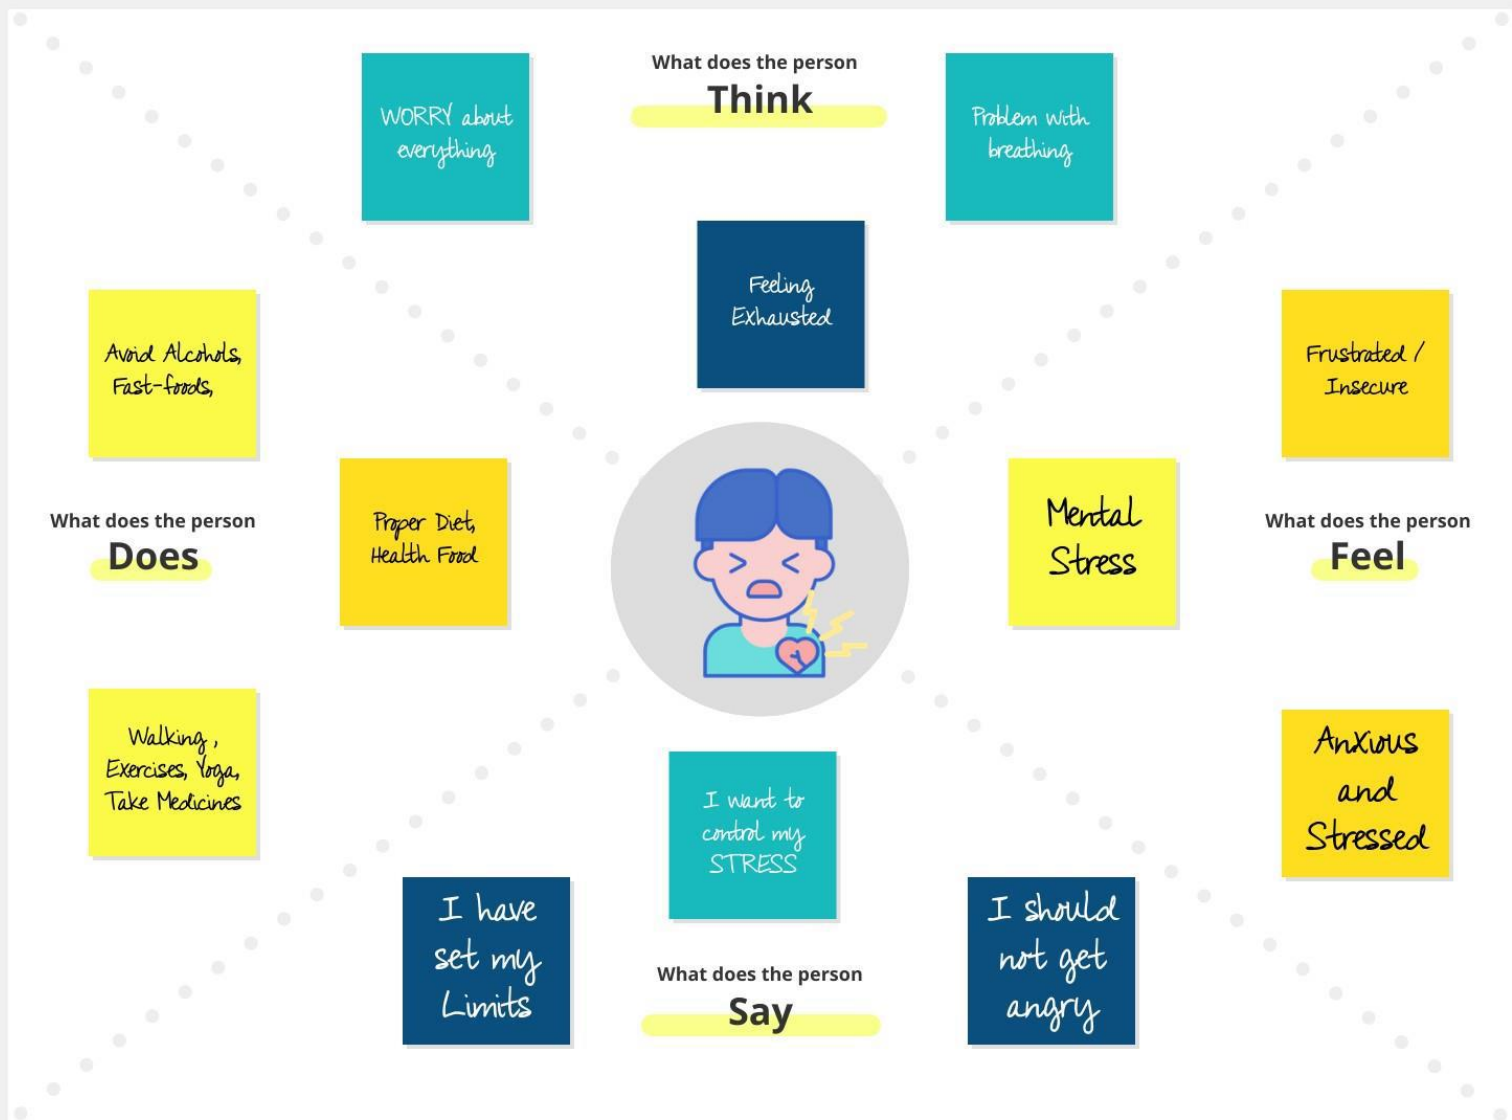 What does the person
Think
WORRY about
everything
Problem with
breathing
Feeling
Exhausted
Avoid Alcohols,
Fast-foods,
Frustrated /
Insecure
What does the person
Does
Proper Diet,
Health Food
Mental
Stress
What does the person
Feel
Walking ,
Exercises, Yoga,
Take Medicines
Anxious
and
Stressed
I want to
control my
STRESS
I have
set my
Limits
I should
not get
angry
What does the person
Say